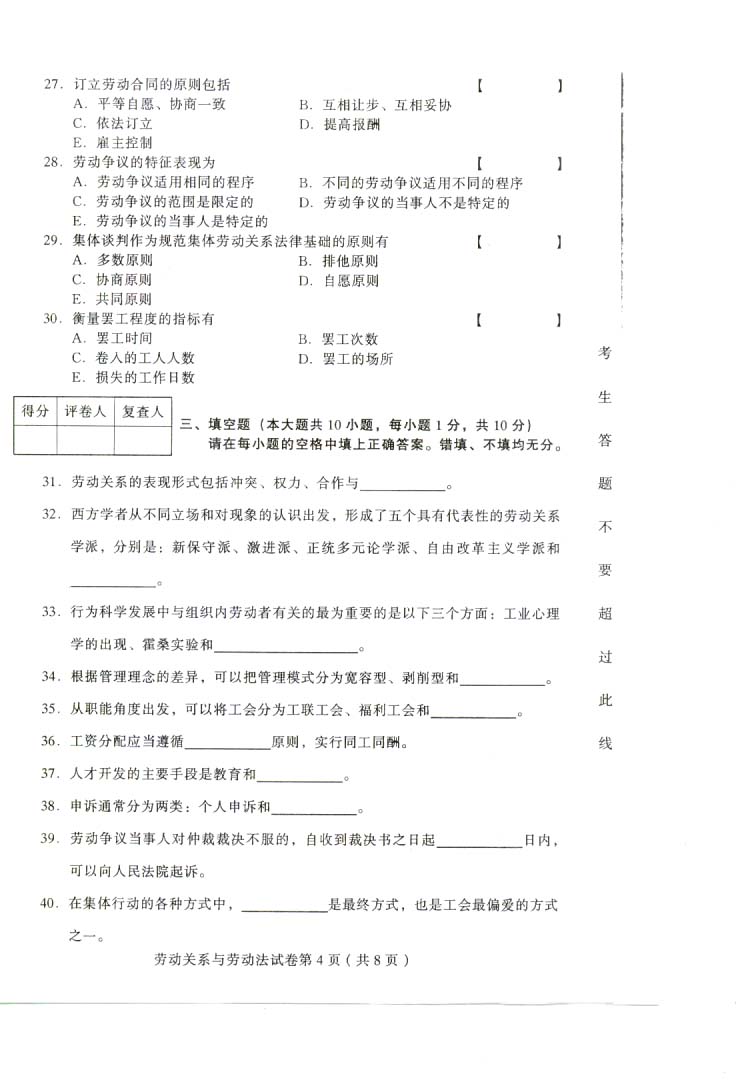 27．订立劳动合同的原则包括 【 】
A．平等自愿、协商一致 B．互相让步、互相妥协
C．依法订立 D．提高报酬
E．雇主控制
28．劳动争议的特征表现为 【 】
A．劳动争议适用相同的程序 B．不同的劳动争议适用不同的程序
C．劳动争议的范围是限定的 D．劳动争议的当事人不是特定的
E．劳动争议的当事人是特定的
29．集体谈判作为规范集体劳动关系法律基础的原则有 【 】
A．多数原则 B．排他原则
C．协商原则 D．自愿原则
E．共同原则
30．衡量罢工程度的指标有 【 】
A．罢工时间 B．罢工次数
C．卷入的工人人数 D．罢工的场所
E．损失的工作日数
得分 评卷人 复查人
三、填空题（本大题共 10 小题，每小题 1 分，共 10 分）
请在每小题的空格中填上正确答案。错填、不填均无分。
31．劳动关系的表现形式包括冲突、权力、合作与____________。
32．西方学者从不同立场和对现象的认识出发，形成了五个具有代表性的劳动关系
学派，分别是：新保守派、激进派、正统多元论学派、自由改革主义学派和
____________。
33．行为科学发展中与组织内劳动者有关的最为重要的是以下三个方面：工业心理
学的出现、霍桑实验和____________________。
34．根据管理理念的差异，可以把管理模式分为宽容型、剥削型和____________。
35．从职能角度出发，可以将工会分为工联工会、福利工会和____________。
36．工资分配应当遵循____________原则，实行同工同酬。
37．人才开发的主要手段是教育和____________。
38．申诉通常分为两类：个人申诉和____________。
39．劳动争议当事人对仲裁裁决不服的，自收到裁决书之日起____________日内，
可以向人民法院起诉。
40．在集体行动的各种方式中，____________是最终方式，也是工会最偏爱的方式
之一。
劳动关系与劳动法试卷第 4 页（共 8 页）
考生答题不要超过此线